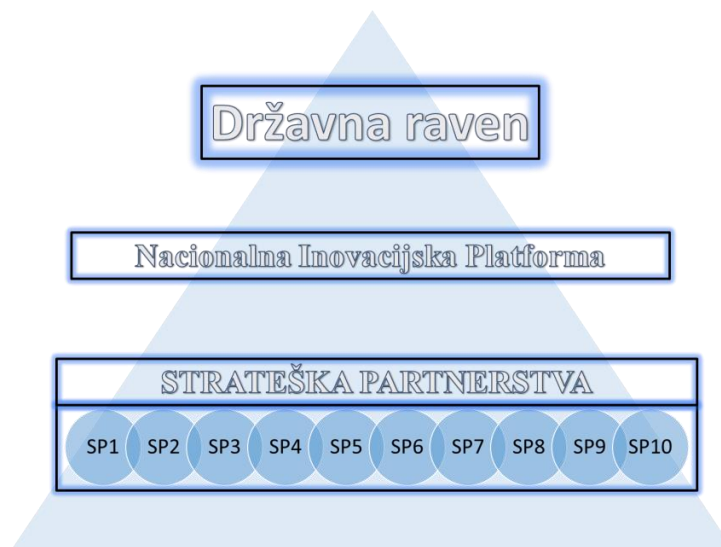 Državna raven
Nacionalna Inovacijska Platforma
STRATEŠKA PARTNERSTVA
SP1 SP2 SP3 SP4 SP5 SP6 SP7 SP8 SP9 SP10